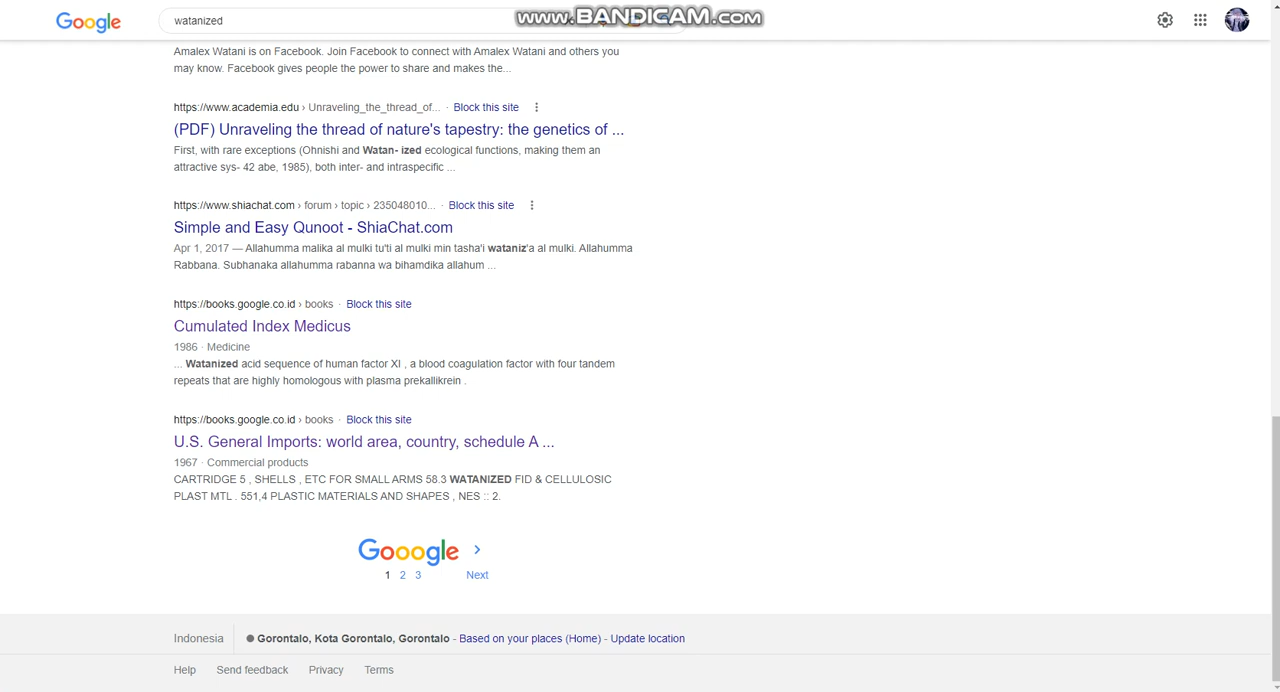 Google
watanized
www.BANDICAM.com
Amalex Watani is on Facebook. Join Facebook to connect with Amalex Watani and others you
may know. Facebook gives people the power to share and makes the...
https://www.academia.edu › Unraveling_the_thread_of... · Block this site
(PDF) Unraveling the thread of nature's tapestry: the genetics of ...
First, with rare exceptions (Ohnishi and Watan- ized ecological functions, making them an
attractive sys- 42 abe, 1985), both inter- and intraspecific ...
https://www.shiachat.com › forum › topic › 235048010... · Block this site
Simple and Easy Qunoot - ShiaChat.com
Apr 1, 2017 — Allahumma malika al mulki tu'ti al mulki min tasha'i wataniz'a al mulki. Allahumma
Rabbana. Subhanaka allahumma rabanna wa bihamdika allahum ...
https://books.google.co.id › books · Block this site
Cumulated Index Medicus
1986 · Medicine
... Watanized acid sequence of human factor XI , a blood coagulation factor with four tandem
repeats that are highly homologous with plasma prekallikrein .
https://books.google.co.id › books · Block this site
U.S. General Imports: world area, country, schedule A ...
1967 · Commercial products
CARTRIDGE 5 , SHELLS , ETC FOR SMALL ARMS 58.3 WATANIZED FID & CELLULOSIC
PLAST MTL . 551,4 PLASTIC MATERIALS AND SHAPES , NES :: 2.
Gooogle >
1 2 3 Next
Indonesia
Gorontalo, Kota Gorontalo, Gorontalo - Based on your places (Home) - Update location
Help Send feedback Privacy Terms